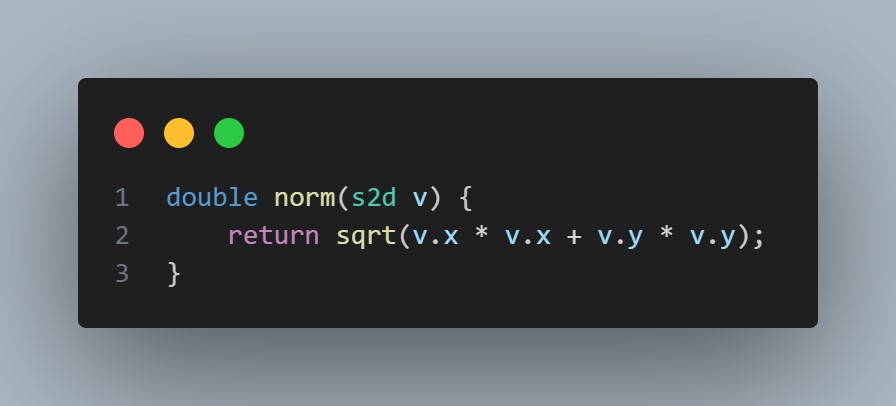 1 double norm(s2d v) {
2     return sqrt(v.x * v.x + v.y * v.y);
3 }